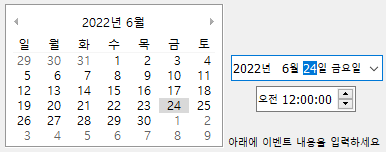 2022년 6월
일 월 화 수 목 금 토
29 30 31 1 2 3 4
5 6 7 8 9 10 11
12 13 14 15 16 17 18
19 20 21 22 23 24 25
26 27 28 29 30 1 2
3 4 5 6 7 8 9
2022년 6월 24일 금요일
오전 12:00:00
아래에 이벤트 내용을 입력하세요